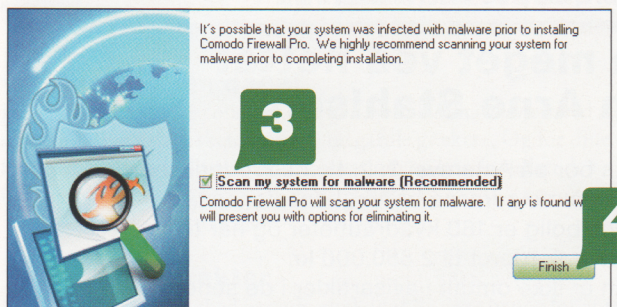 It's possible that your system was infected with malware prior to installing
Comodo Firewall Pro. We highly recommend scanning your system for
malware prior to completing installation.
3
Scan my system for malware (Recommended)
Comodo Firewall Pro will scan your system for malware. If any is found
will present you with options for eliminating it.
4
Finish